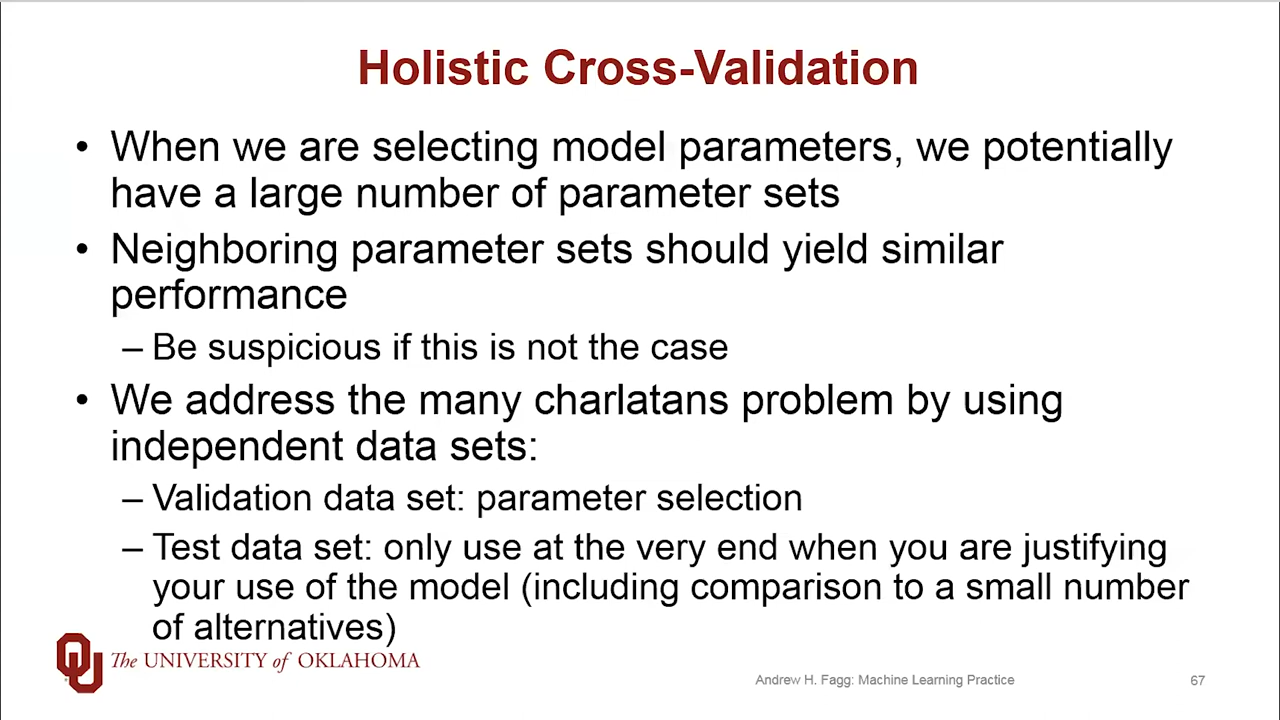 Holistic Cross-Validation
• When we are selecting model parameters, we potentially
have a large number of parameter sets
• Neighboring parameter sets should yield similar
performance
– Be suspicious if this is not the case
• We address the many charlatans problem by using
independent data sets:
– Validation data set: parameter selection
– Test data set: only use at the very end when you are justifying
your use of the model (including comparison to a small number
of alternatives)
The UNIVERSITY of OKLAHOMA
Andrew H. Fagg: Machine Learning Practice
67